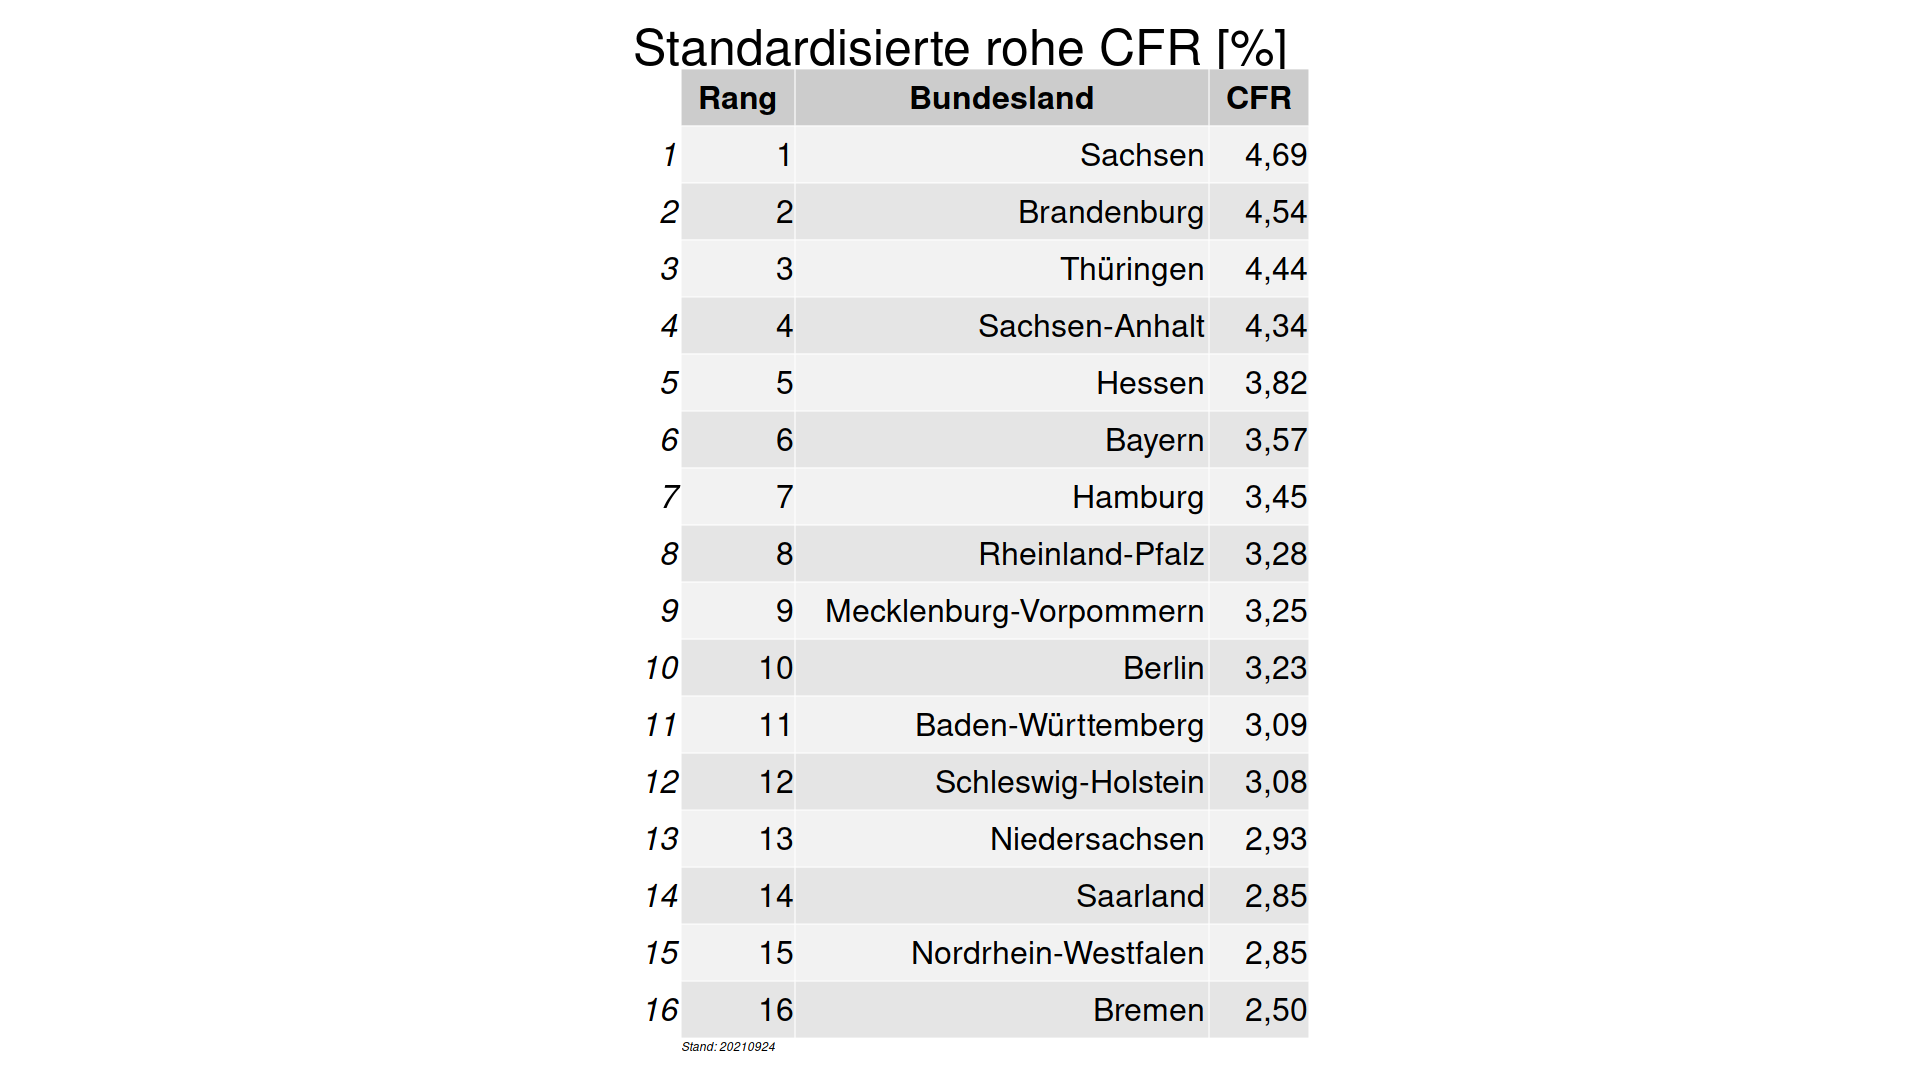 Standardisierte rohe CFR [%]
Rang Bundesland CFR
1 1 Sachsen 4,69
2 2 Brandenburg 4,54
3 3 Thüringen 4,44
4 4 Sachsen-Anhalt 4,34
5 5 Hessen 3,82
6 6 Bayern 3,57
7 7 Hamburg 3,45
8 8 Rheinland-Pfalz 3,28
9 9 Mecklenburg-Vorpommern 3,25
10 10 Berlin 3,23
11 11 Baden-Württemberg 3,09
12 12 Schleswig-Holstein 3,08
13 13 Niedersachsen 2,93
14 14 Saarland 2,85
15 15 Nordrhein-Westfalen 2,85
16 16 Bremen 2,50
Stand: 20210924